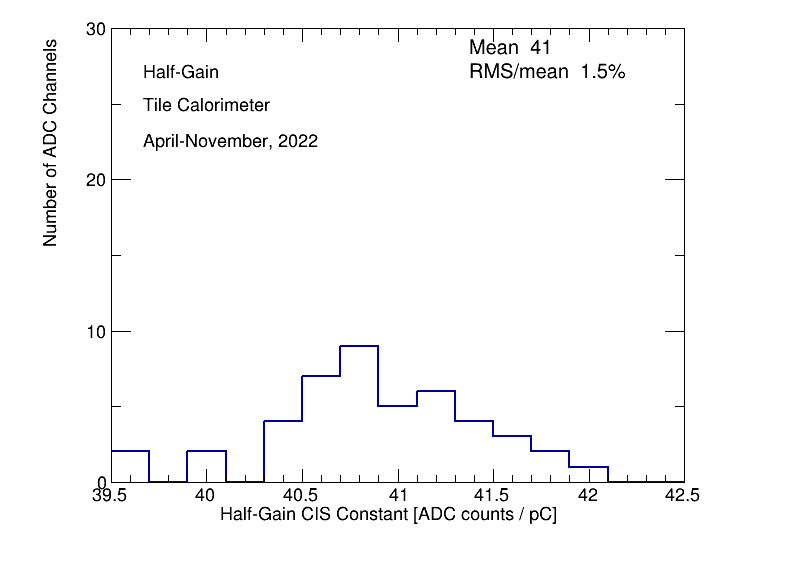 30
Mean 41
RMS/mean 1.5%
Half-Gain
Tile Calorimeter
April-November, 2022
Number of ADC Channels
20
10
0
39.5 40 40.5 41 41.5 42 42.5
Half-Gain CIS Constant [ADC counts / pC]